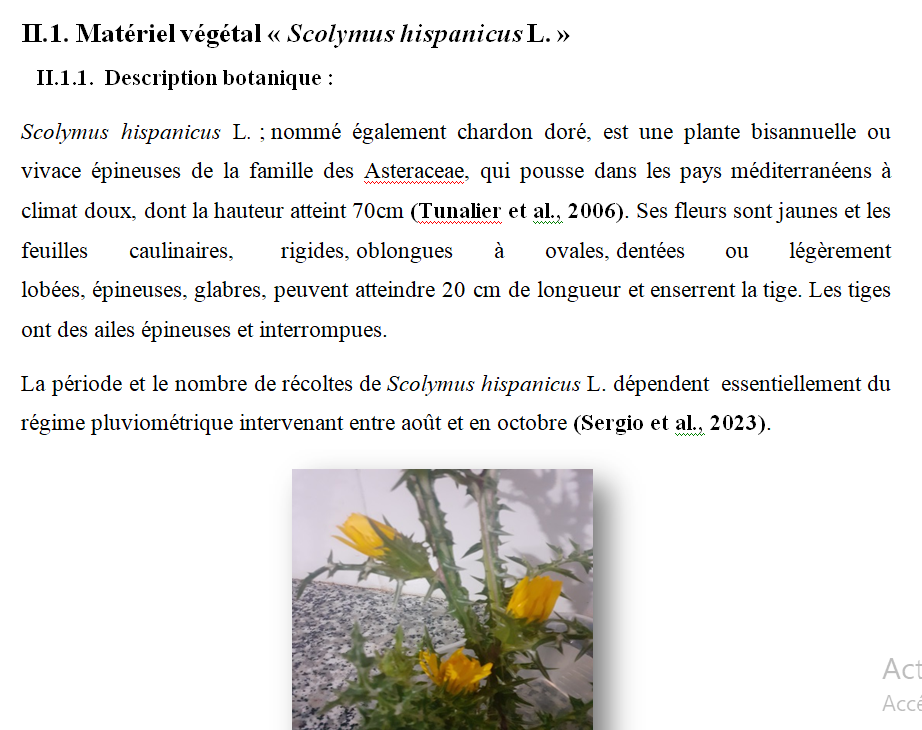 II.1. Matériel végétal « Scolymus hispanicus L. »
II.1.1. Description botanique :
Scolymus hispanicus L. ; nommé également chardon doré, est une plante bisannuelle ou
vivace épineuses de la famille des Asteraceae, qui pousse dans les pays méditerranéens à
climat doux, dont la hauteur atteint 70cm (Tunalier et al., 2006). Ses fleurs sont jaunes et les
feuilles caulinaires, rigides, oblongues à ovales, dentées ou légèrement
lobées, épineuses, glabres, peuvent atteindre 20 cm de longueur et enserrent la tige. Les tiges
ont des ailes épineuses et interrompues.
La période et le nombre de récoltes de Scolymus hispanicus L. dépendent essentiellement du
régime pluviométrique intervenant entre août et en octobre (Sergio et al., 2023).
Act
Accé